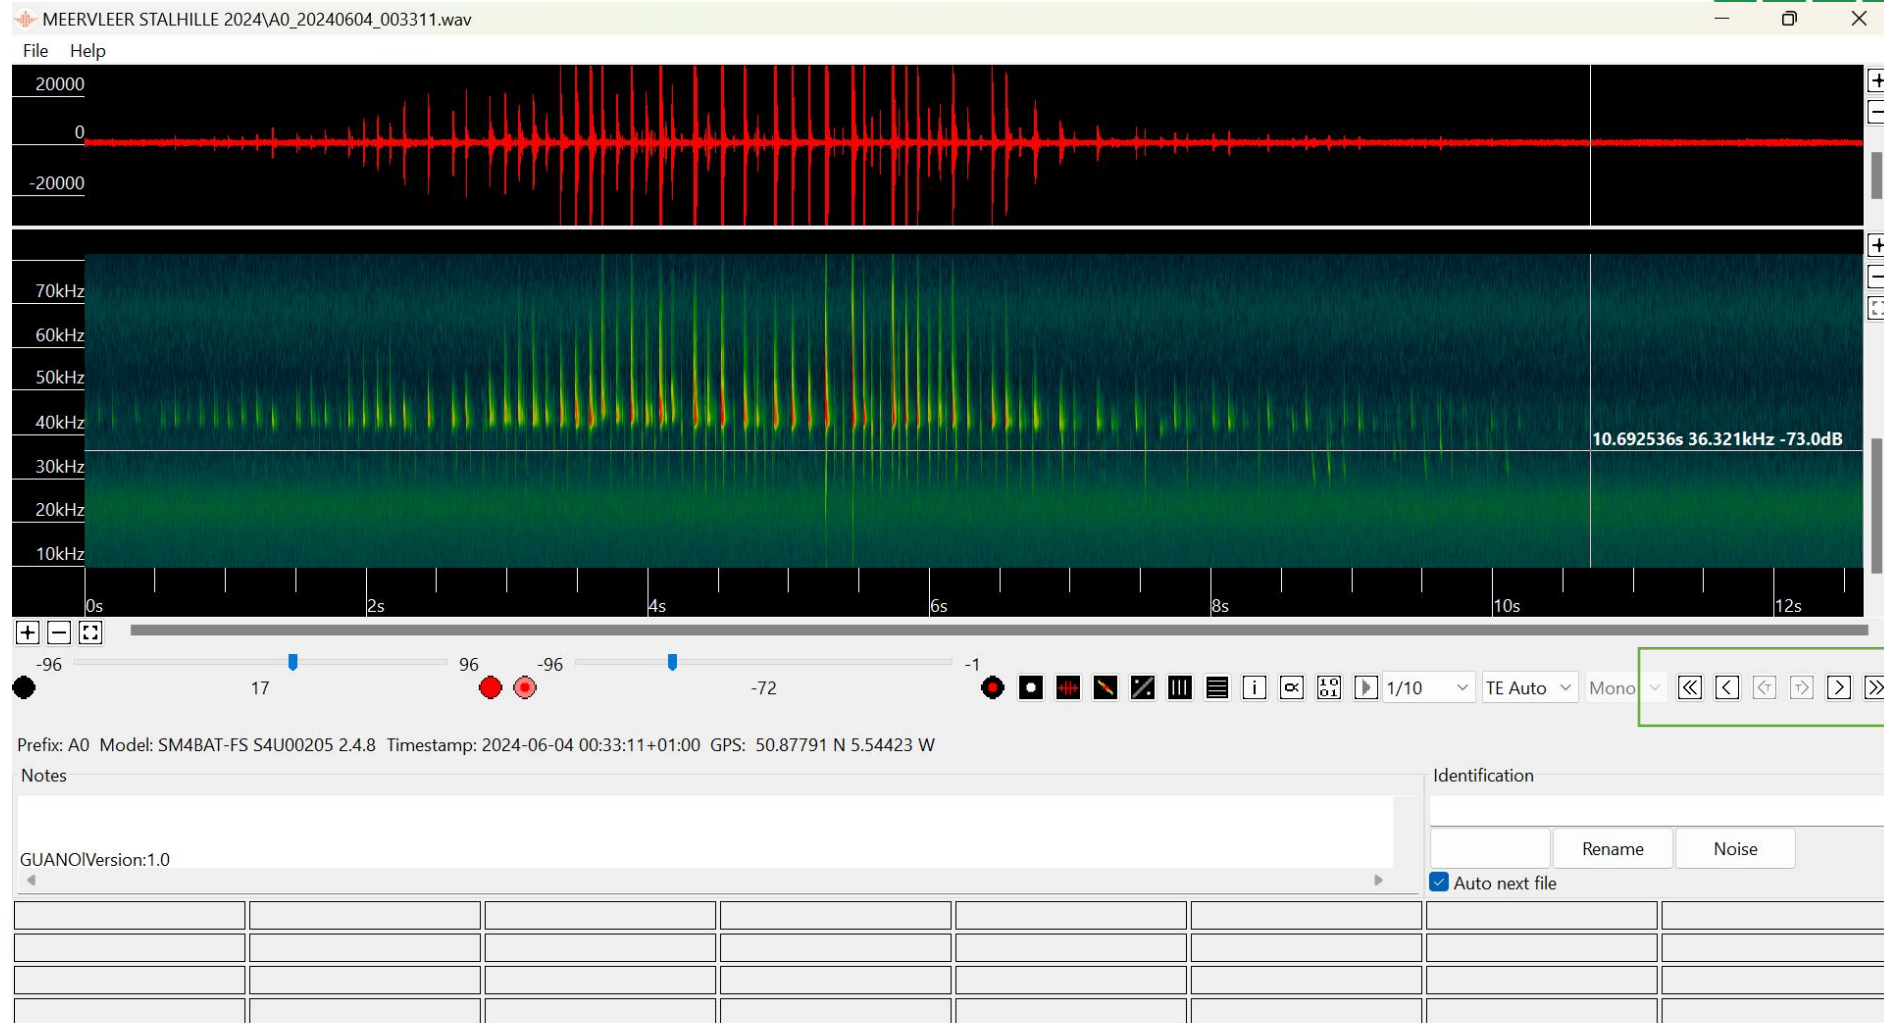 MEERVLEER STALHILLE 2024\A0_20240604_003311.wav
File Help
20000
0
-20000
70kHz
60kHz
50kHz
40kHz
10.692536s 36.321kHz -73.0dB
30kHz
20kHz
10kHz
0s 2s 4s 6s 8s 10s 12s
-96 96 -96 -1
17 -72 1/10 TE Auto Mono
Prefix: A0 Model: SM4BAT-FS S4U00205 2.4.8 Timestamp: 2024-06-04 00:33:11+01:00 GPS: 50.87791 N 5.54423 W
Notes Identification
GUANO|Version:1.0
Rename Noise
Auto next file